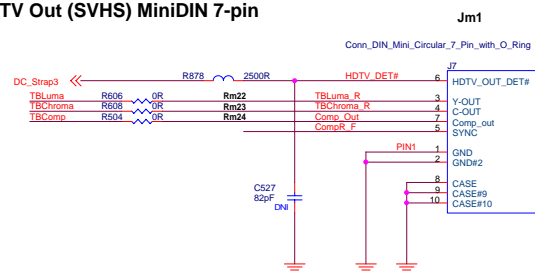 TV Out (SVHS) MiniDIN 7-pin
Jm1
Conn_DIN_Mini_Circular_7_Pin_with_O_Ring
J7
DC_Strap3 R878 2500R HDTV_DET# 6 HDTV_OUT_DET#
TBLuma R606 0R Rm22 TBLuma_R 3 Y-OUT
TBChroma R608 0R Rm23 TBChroma_R 4 C-OUT
TBComp R504 0R Rm24 Comp_Out 7 Comp_out
CompR_F 5 SYNC
PIN1 1 GND
2 GND#2
8 CASE
9 CASE#9
10 CASE#10
C527
82pF
DNI